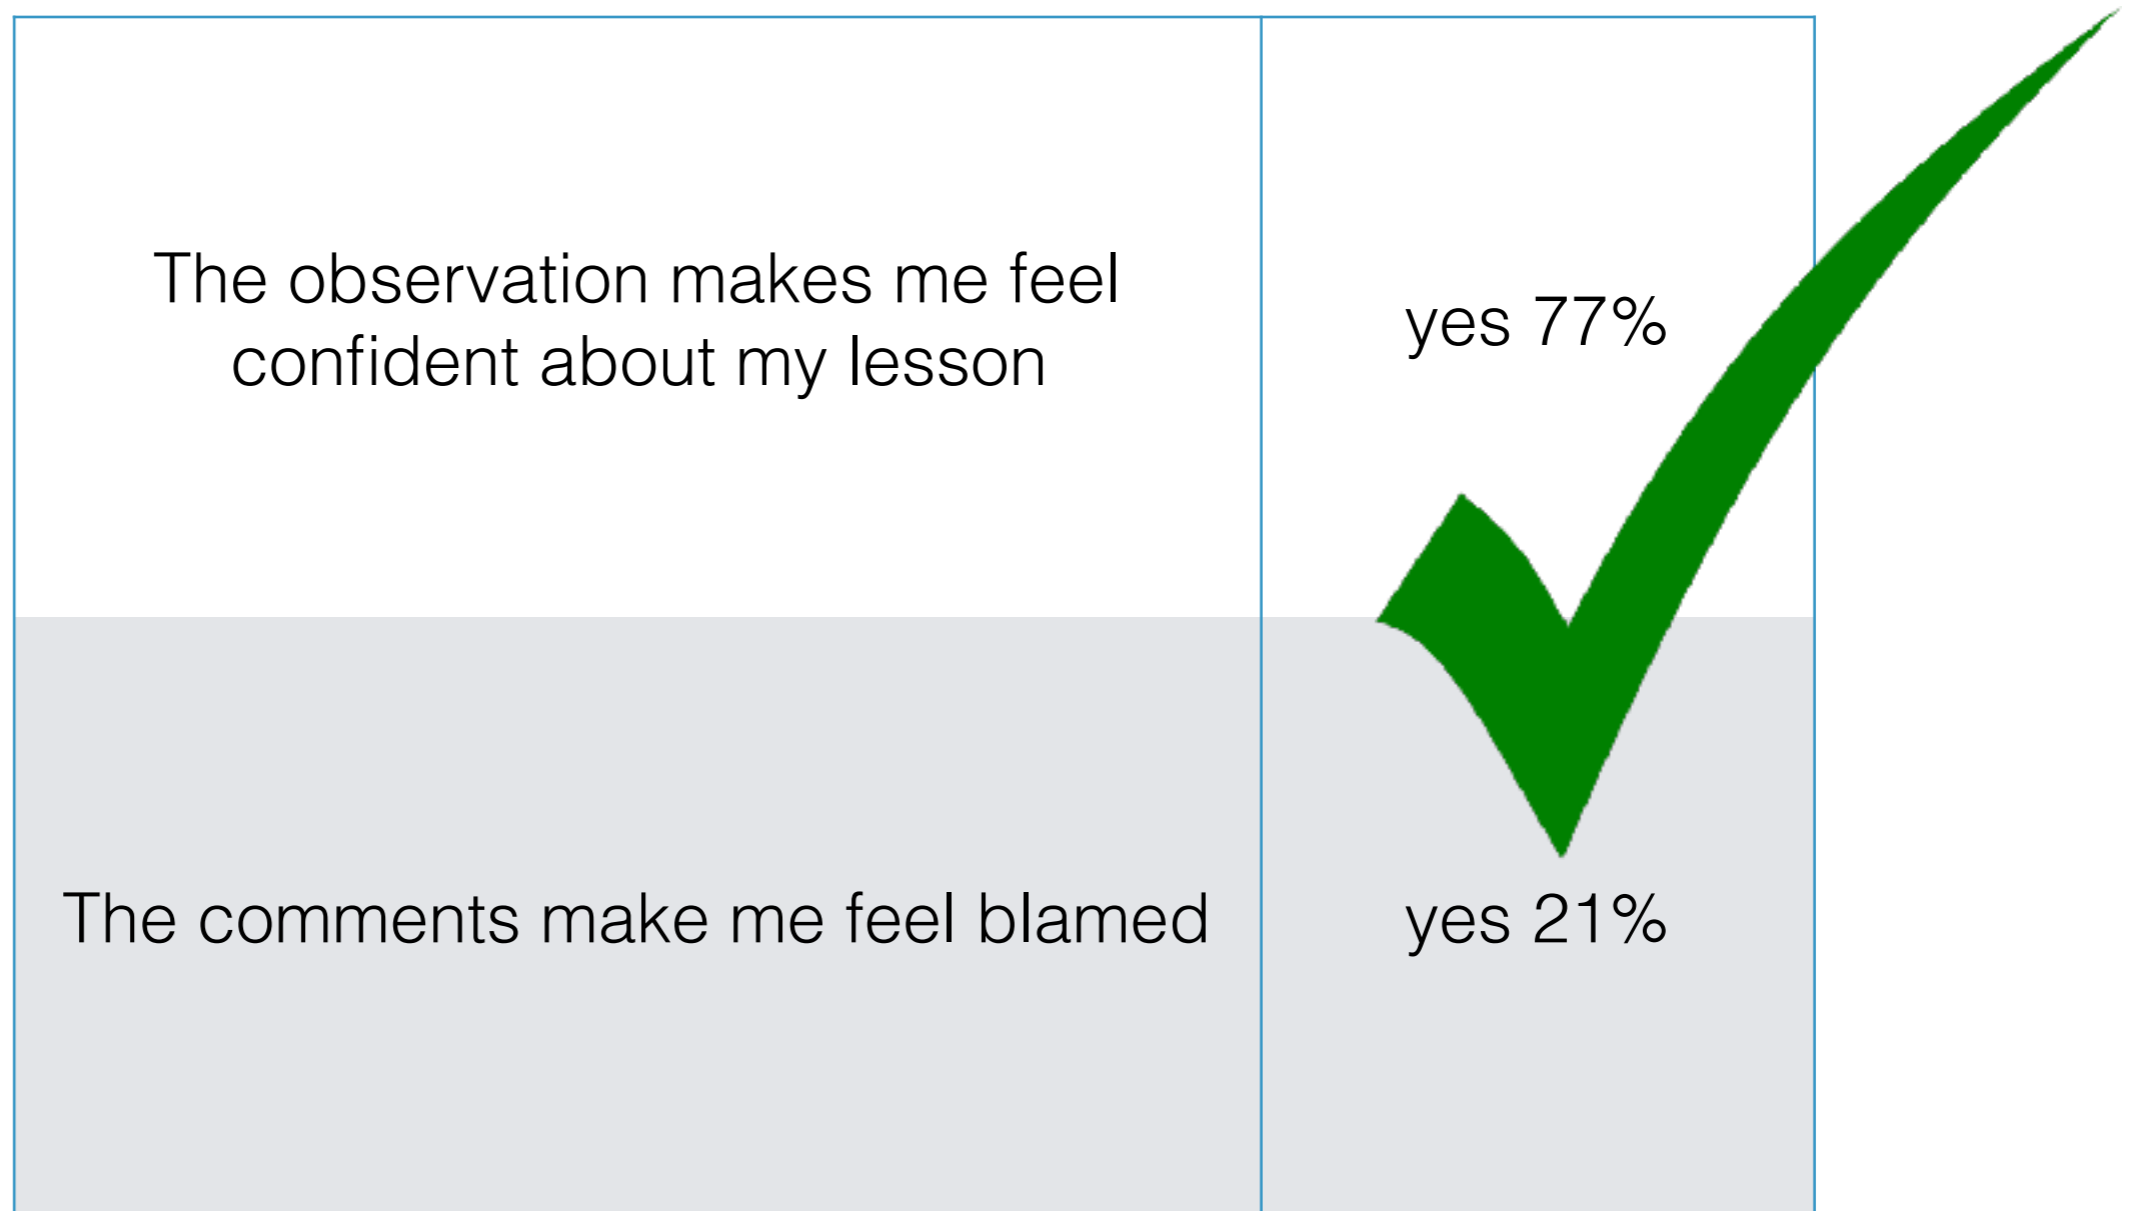 The observation makes me feel
confident about my lesson
yes 77%
The comments make me feel blamed
yes 21%